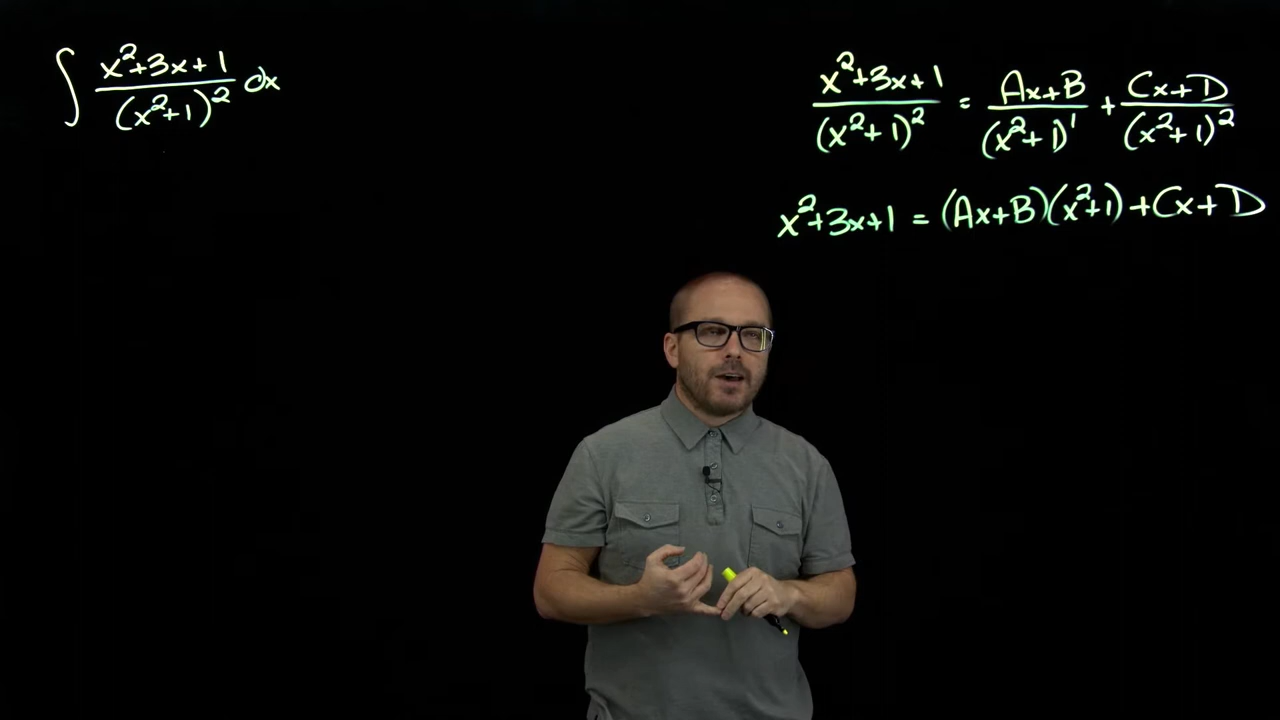 ∫ x²+3x+1 / (x²+1)² dx
x²+3x+1 / (x²+1)² = Ax+B / (x²+1)¹ + Cx+D / (x²+1)²
x²+3x+1 = (Ax+B)(x²+1)+Cx+D